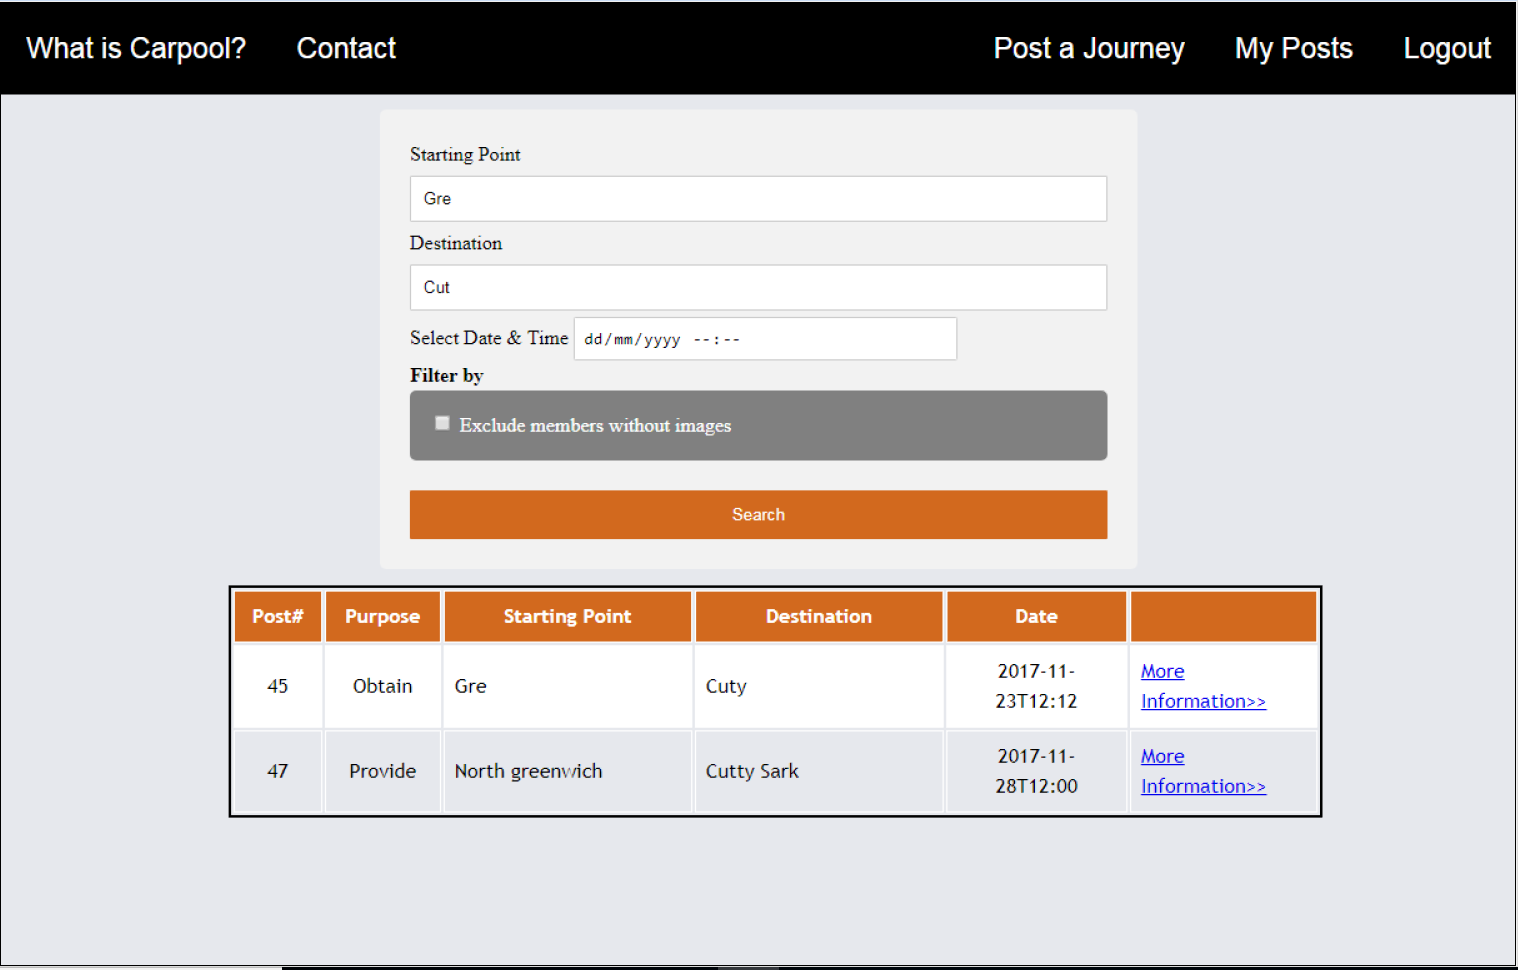 What is Carpool? Contact Post a Journey My Posts Logout
Starting Point
Gre
Destination
Cut
Select Date & Time dd/mm/yyyy --:--
Filter by
Exclude members without images
Search
Post# Purpose Starting Point Destination Date
45 Obtain Gre Cuty 2017-11-
23T12:12 More
Information>>
47 Provide North greenwich Cutty Sark 2017-11-
28T12:00 More
Information>>